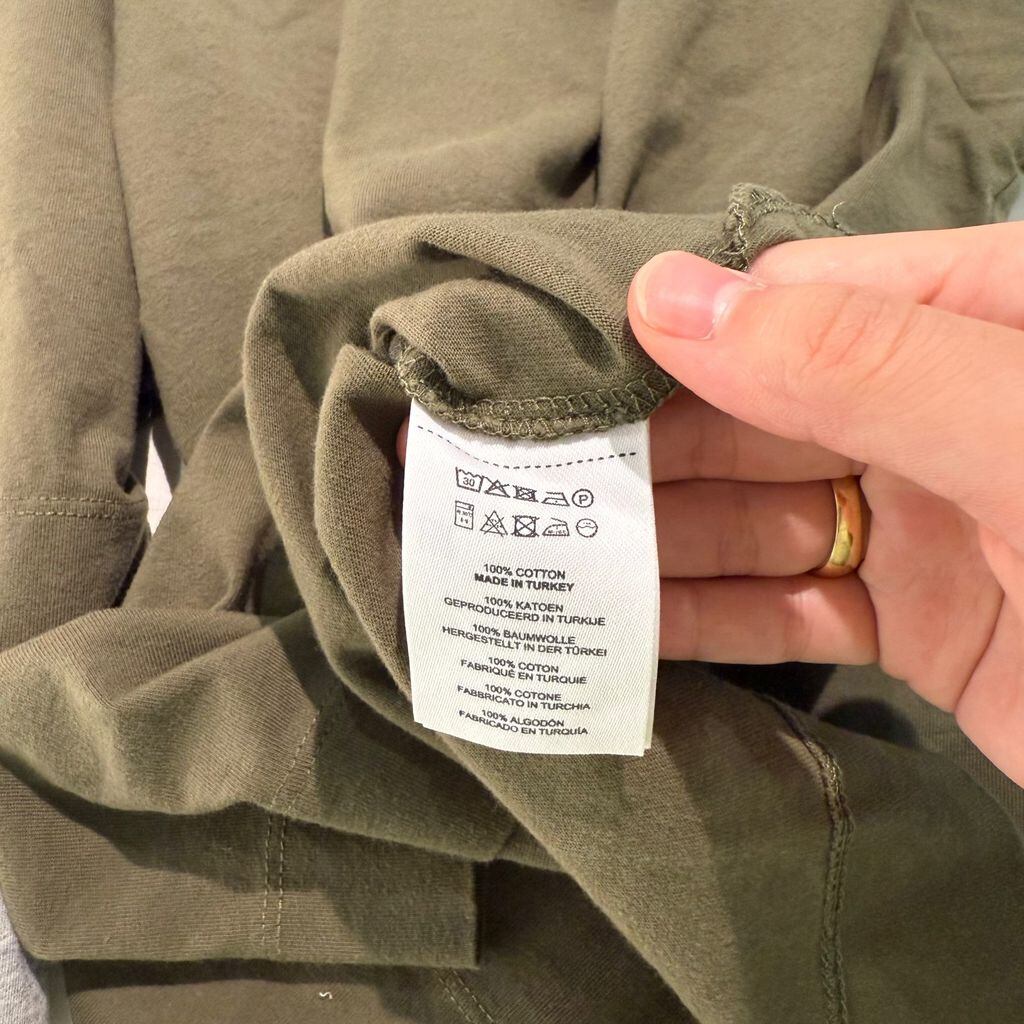 30 P
100% COTTON
MADE IN TURKEY
100% KATOEN
GEPRODUCEERD IN TURKIJE
100% BAUMWOLLE
HERGESTELLT IN DER TÜRKEI
100% COTON
FABRIQUÉ EN TURQUIE
100% COTONE
FABBRICATO IN TURCHIA
100% ALGODÓN
FABRICADO EN TURQUÍA